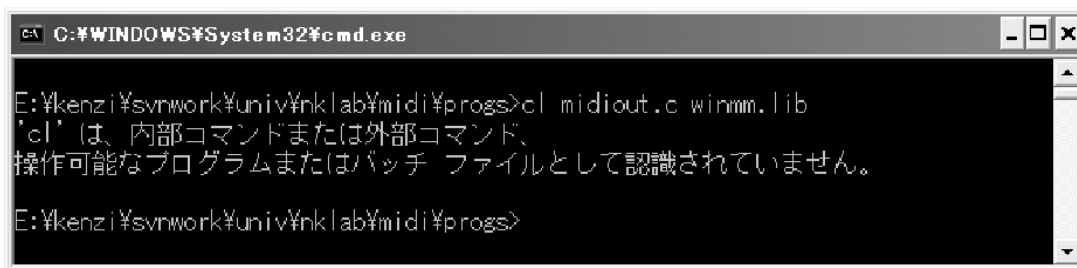 C:¥WINDOWS¥System32¥cmd.exe
E:¥kenzi¥svnwork¥univ¥nklab¥midi¥progs>cl midiout.c winmm.lib
'cl' は、内部コマンドまたは外部コマンド、
操作可能なプログラムまたはバッチ ファイルとして認識されていません。
E:¥kenzi¥svnwork¥univ¥nklab¥midi¥progs>